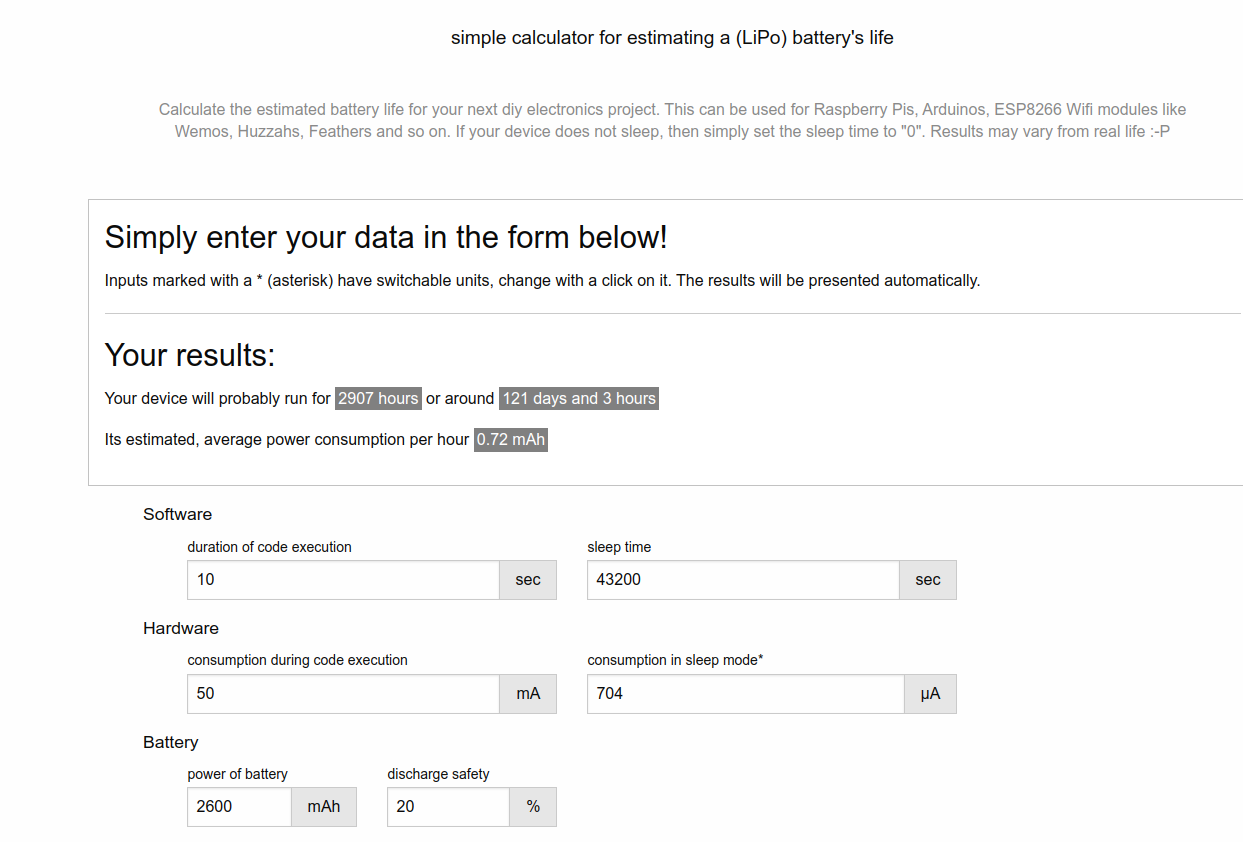 simple calculator for estimating a (LiPo) battery's life
Calculate the estimated battery life for your next diy electronics project. This can be used for Raspberry Pis, Arduinos, ESP8266 Wifi modules like
Wemos, Huzzahs, Feathers and so on. If your device does not sleep, then simply set the sleep time to "0". Results may vary from real life :-P
Simply enter your data in the form below!
Inputs marked with a * (asterisk) have switchable units, change with a click on it. The results will be presented automatically.
Your results:
Your device will probably run for 2907 hours or around 121 days and 3 hours
Its estimated, average power consumption per hour 0.72 mAh
Software
duration of code execution sleep time
10 sec 43200 sec
Hardware
consumption during code execution consumption in sleep mode*
50 mA 704 µA
Battery
power of battery discharge safety
2600 mAh 20 %